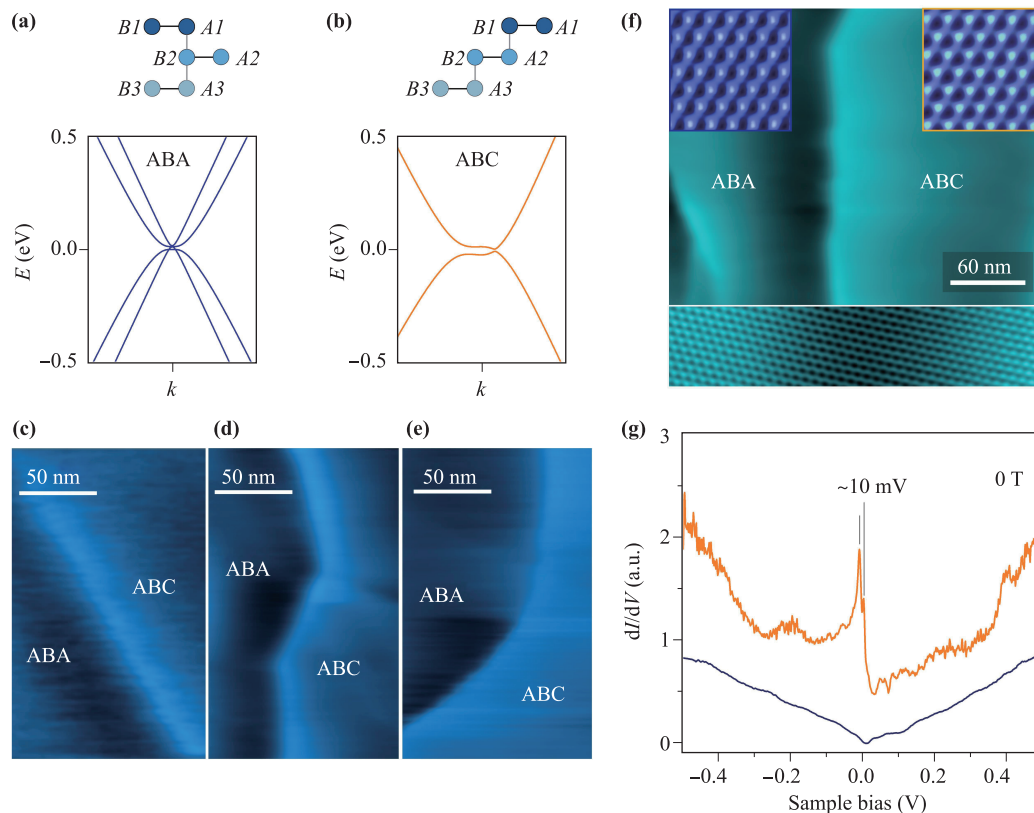 (a)
B1 A1
B2 A2
B3 A3
0.5
ABA
E (eV)
0.0
−0.5
k
(b)
B1 A1
B2 A2
B3 A3
0.5
ABC
E (eV)
0.0
−0.5
k
(c)
50 nm
ABC
ABA
(d)
50 nm
ABA
ABC
(e)
50 nm
ABA
ABC
(f)
ABA
ABC
60 nm
(g)
3
~10 mV
0 T
2
dI/dV (a.u.)
1
0
−0.4 −0.2 0.0 0.2 0.4
Sample bias (V)